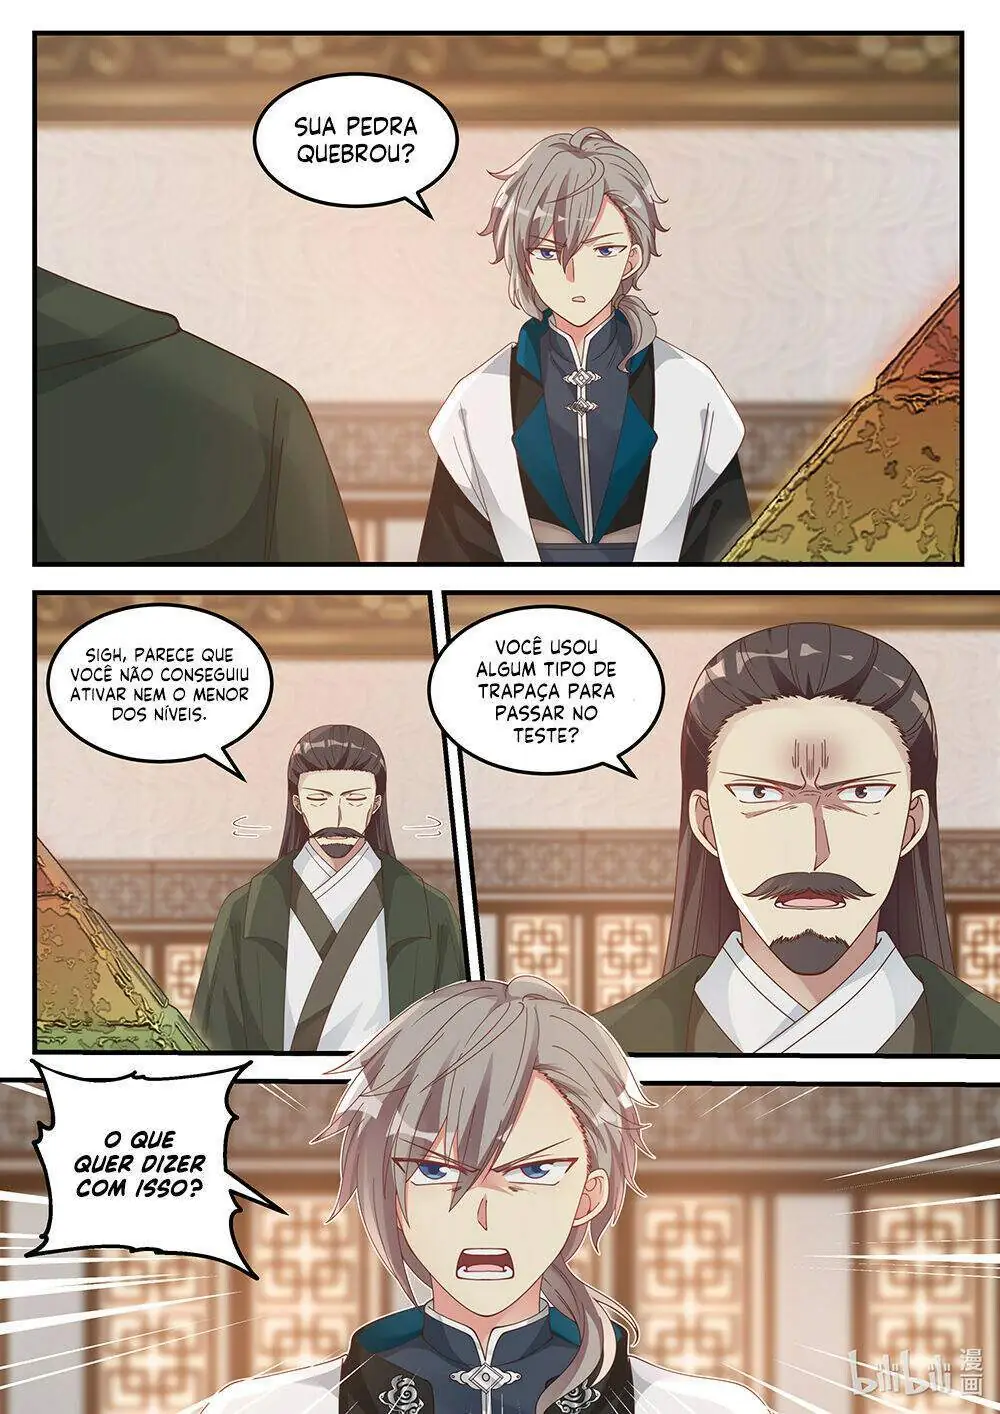 SUA PEDRA
QUEBROU?
SIGH, PARECE QUE
VOCÊ NÃO CONSEGUIU
ATIVAR NEM O MENOR
DOS NÍVEIS.
VOCÊ USOU
ALGUM TIPO DE
TRAPAÇA PARA
PASSAR NO
TESTE?
O QUE
QUER DIZER
COM ISSO?
bilibili 漫画